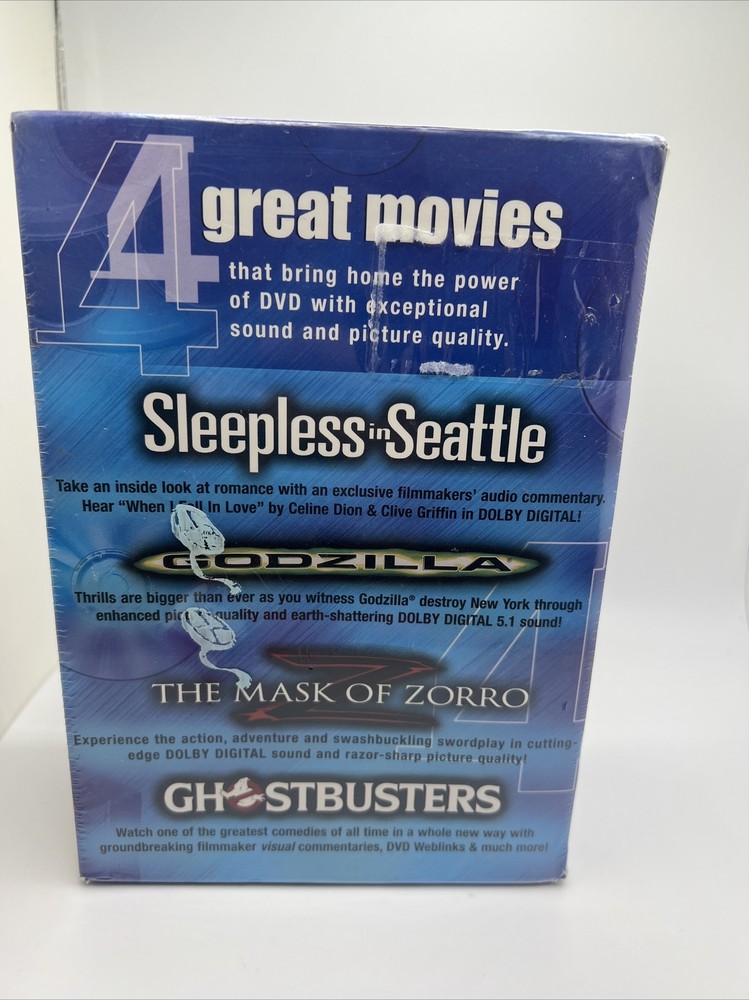 4 great movies
that bring home the power
of DVD with exceptional
sound and picture quality.
Sleepless in Seattle
Take an inside look at romance with an exclusive filmmakers' audio commentary.
Hear "When I Fall In Love" by Celine Dion & Clive Griffin in DOLBY DIGITAL!
GODZILLA
Thrills are bigger than ever as you witness Godzilla® destroy New York through
enhanced picture quality and earth-shattering DOLBY DIGITAL 5.1 sound!
THE MASK OF ZORRO
Experience the action, adventure and swashbuckling swordplay in cutting-
edge DOLBY DIGITAL sound and razor-sharp picture quality!
GHOSTBUSTERS
Watch one of the greatest comedies of all time in a whole new way with
groundbreaking filmmaker visual commentaries, DVD Weblinks & much more!